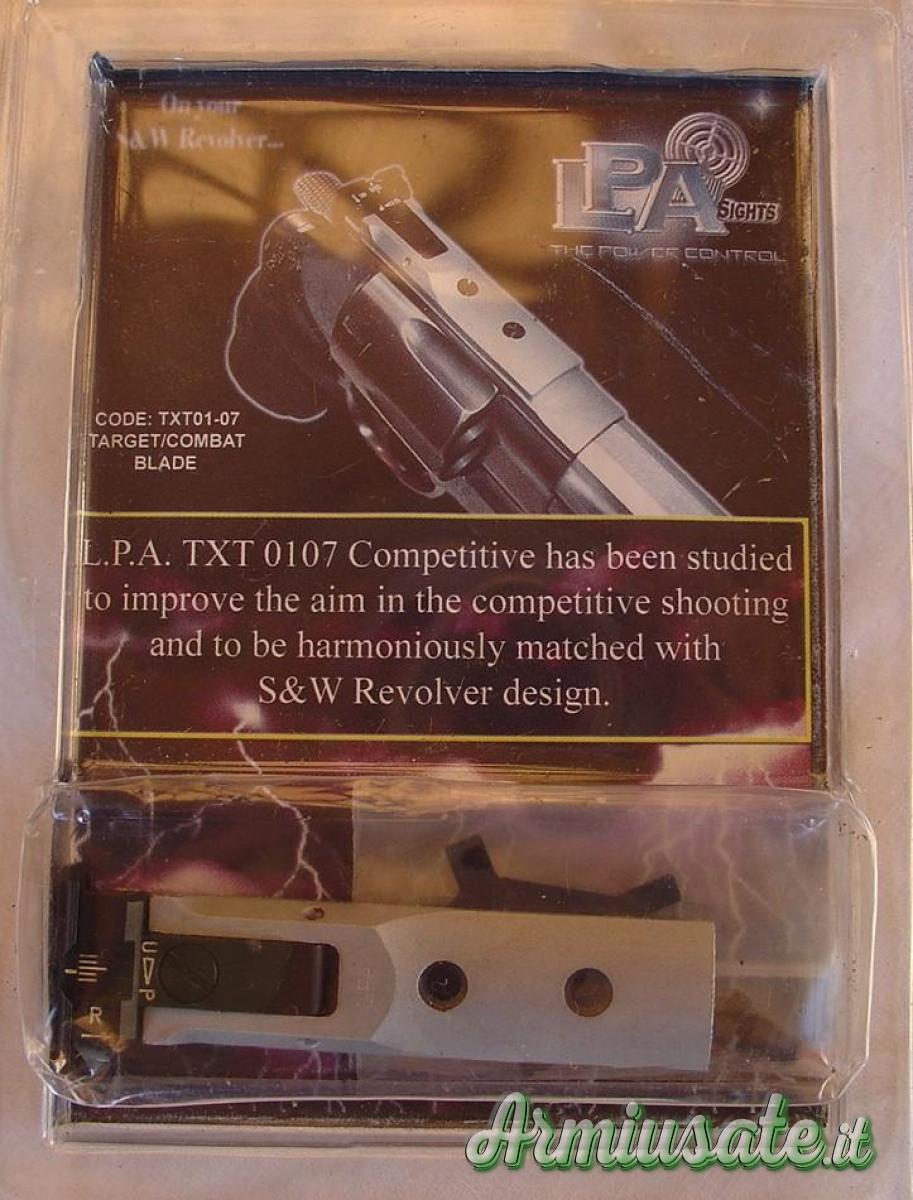 On your
S&W Revolver...
LPA
SIGHTS
THE POWER CONTROL
CODE: TXT01-07
TARGET/COMBAT
BLADE
L.P.A. TXT 0107 Competitive has been studied
to improve the aim in the competitive shooting
and to be harmoniously matched with
S&W Revolver design.
UP
R
Armiusate.it